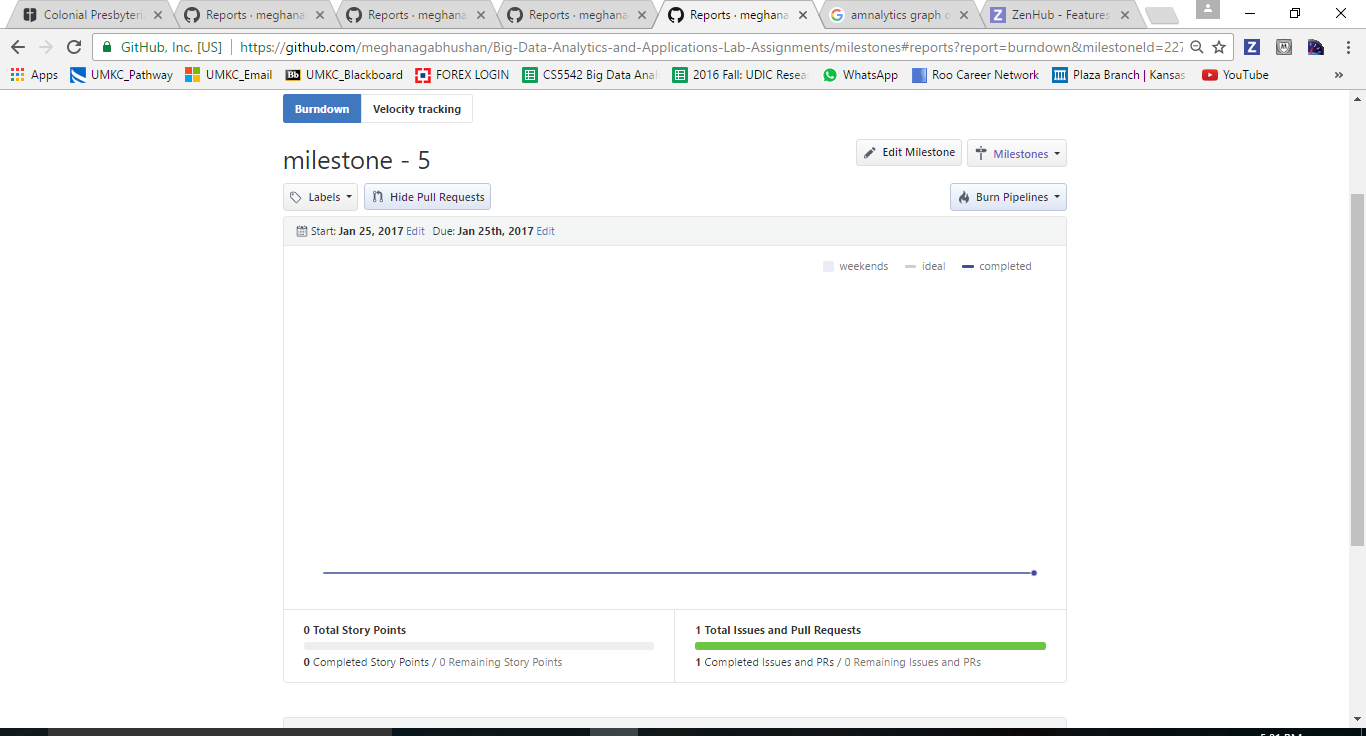 Colonial Presbyteri
Reports · meghana
Reports · meghana
Reports · meghana
Reports · meghana
amnalytics graph
ZenHub - Features
GitHub, Inc. [US]
https://github.com/meghanagabhushan/Big-Data-Analytics-and-Applications-Lab-Assignments/milestones#reports?report=burndown&milestoneId=227
Apps
UMKC_Pathway
UMKC_Email
Bb UMKC_Blackboard
FOREX LOGIN
CS5542 Big Data Anal
2016 Fall: UDIC Resea
WhatsApp
Roo Career Network
Plaza Branch | Kansas
YouTube
»
Burndown Velocity tracking
milestone - 5
Edit Milestone Milestones
Labels Hide Pull Requests Burn Pipelines
Start: Jan 25, 2017 Edit Due: Jan 25th, 2017 Edit
weekends ideal completed
0 Total Story Points
0 Completed Story Points / 0 Remaining Story Points
1 Total Issues and Pull Requests
1 Completed Issues and PRs / 0 Remaining Issues and PRs